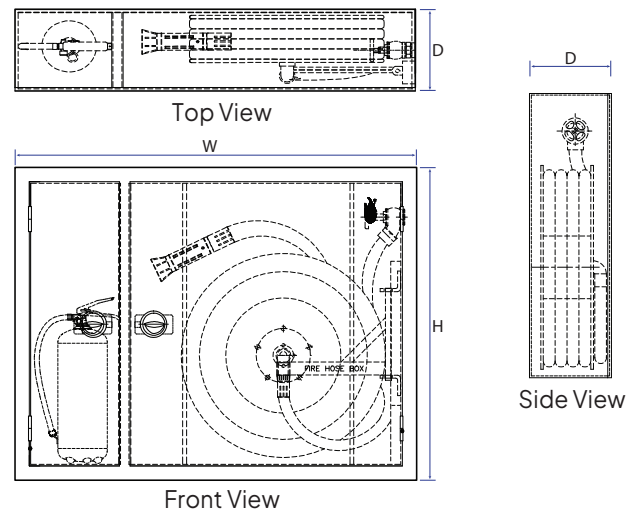 D
Top View
W
D
H
FIRE HOSE BOX
Side View
Front View